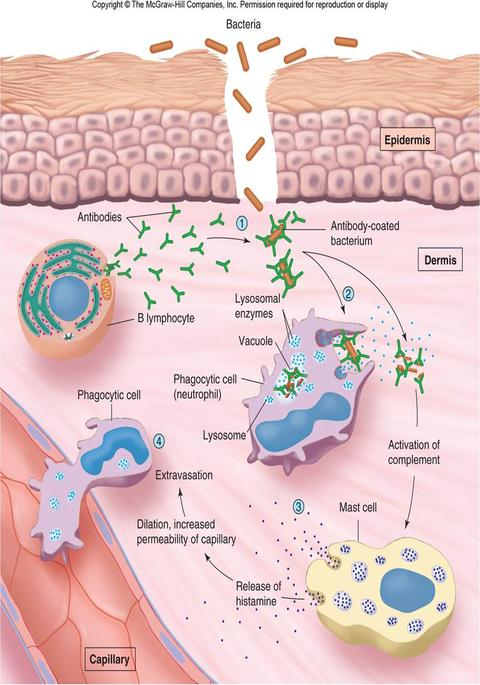 Copyright © The McGraw-Hill Companies, Inc. Permission required for reproduction or display
Bacteria
Epidermis
Antibodies
1
Antibody-coated
bacterium
Dermis
2
Lysosomal
enzymes
B lymphocyte
Vacuole
Phagocytic cell
(neutrophil)
Phagocytic cell
Lysosome
4
Activation of
complement
Extravasation
3
Mast cell
Dilation, increased
permeability of capillary
Release of
histamine
Capillary